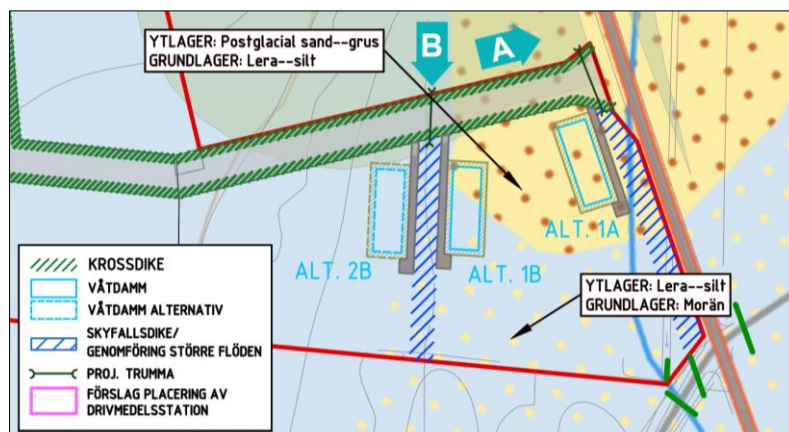 YTLAGER: Postglacial sand--grus
GRUNDLAGER: Lera--silt
B
A
ALT. 1A
ALT. 2B
ALT. 1B
YTLAGER: Lera--silt
GRUNDLAGER: Morän
KROSSDIKE
VÅTDAMM
VÅTDAMM ALTERNATIV
SKYFALLSDIKE/
GENOMFÖRING STÖRRE FLÖDEN
PROJ. TRUMMA
FÖRSLAG PLACERING AV
DRIVMEDELSSTATION